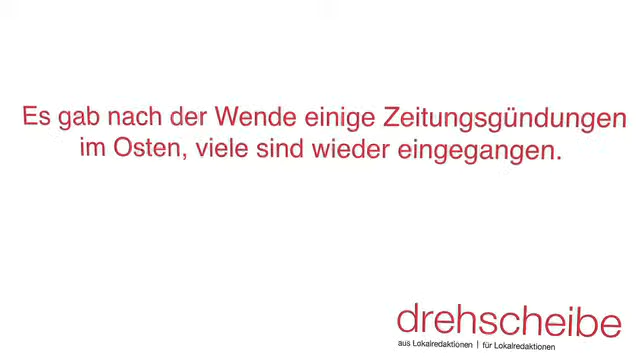 Es gab nach der Wende einige Zeitungsgündungen
im Osten, viele sind wieder eingegangen.
drehscheibe
aus Lokalredaktionen | für Lokalredaktionen